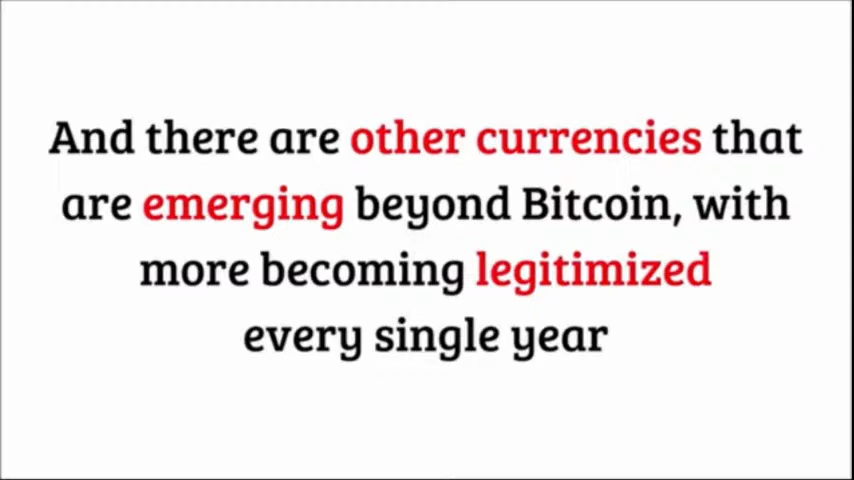 And there are other currencies that
are emerging beyond Bitcoin, with
more becoming legitimized
every single year